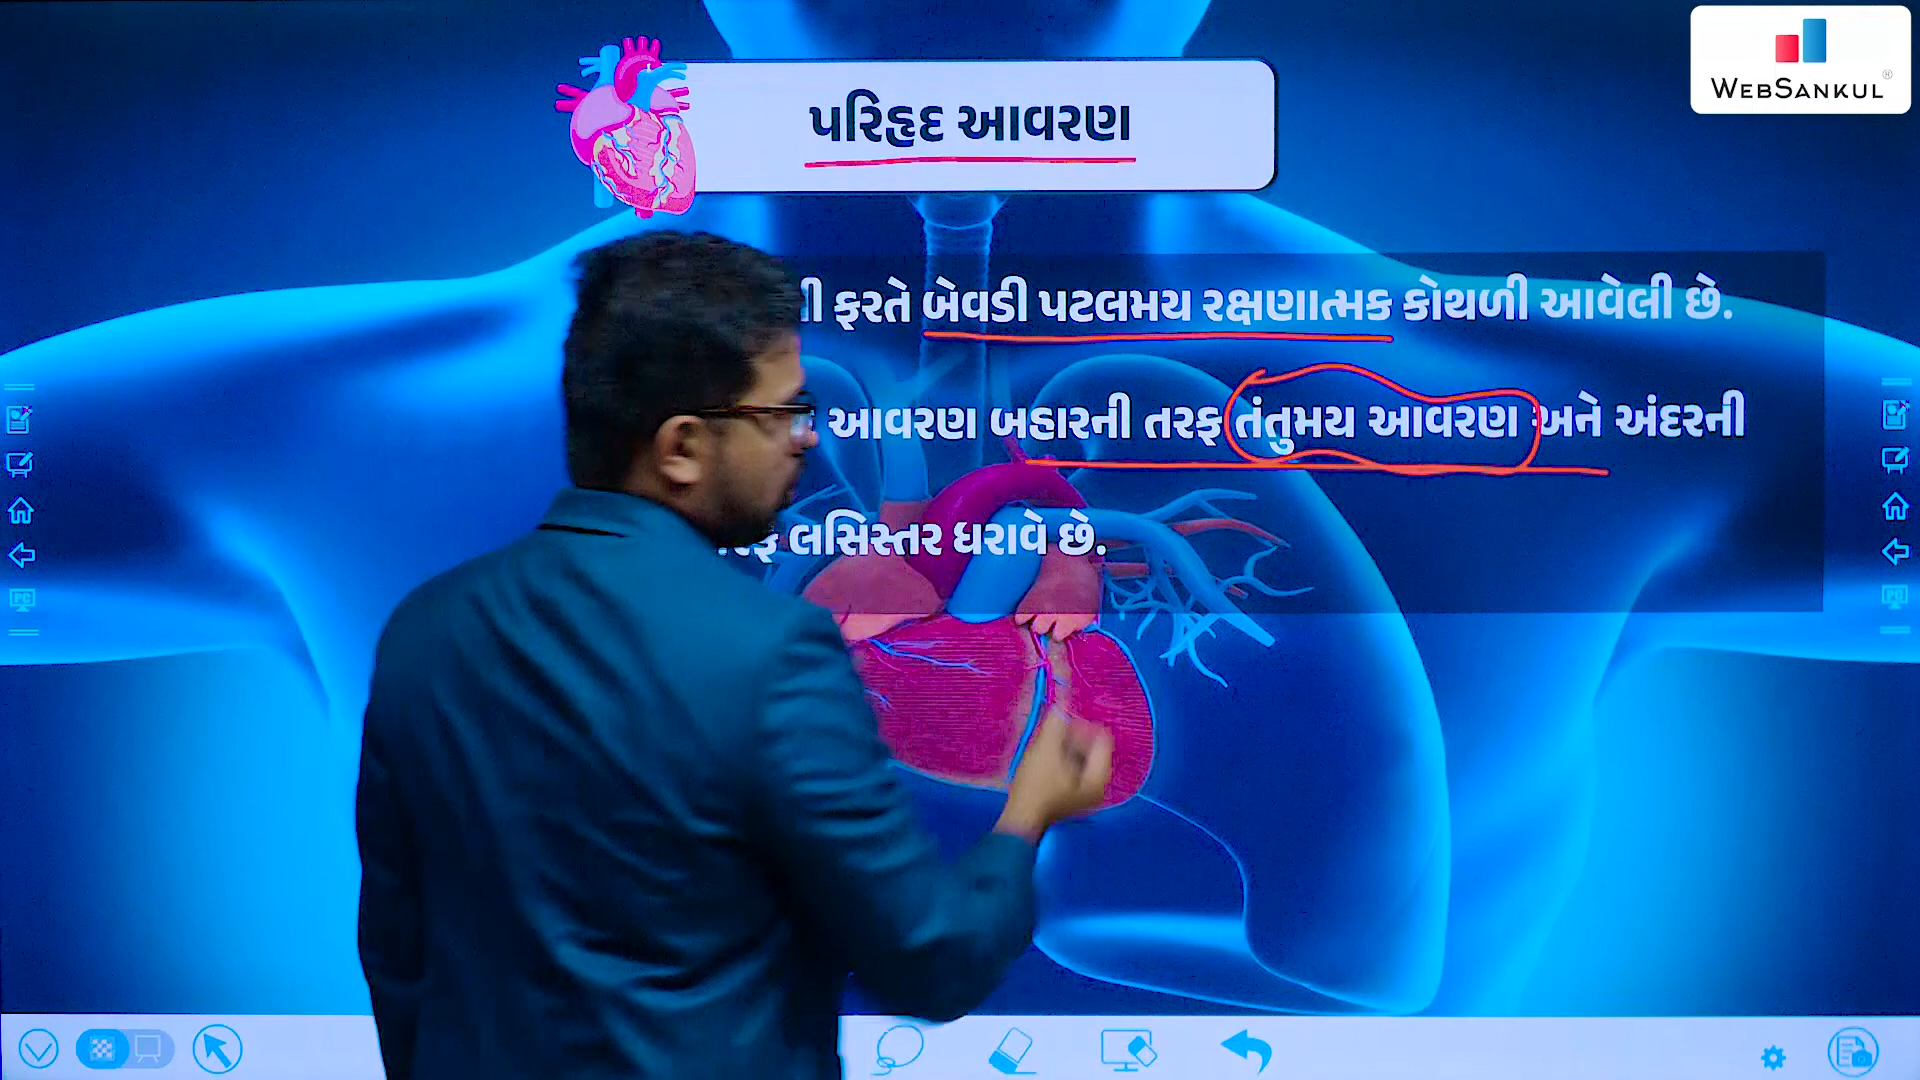 WEBSANKUL
પરિહૃદ આવરણ
ફરતે બેવડી પટલમય રક્ષણાત્મક કોથળી આવેલી છે.
આવરણ બહારની તરફ તંતુમય આવરણ અને અંદરની
લસિસ્તર ધરાવે છે.